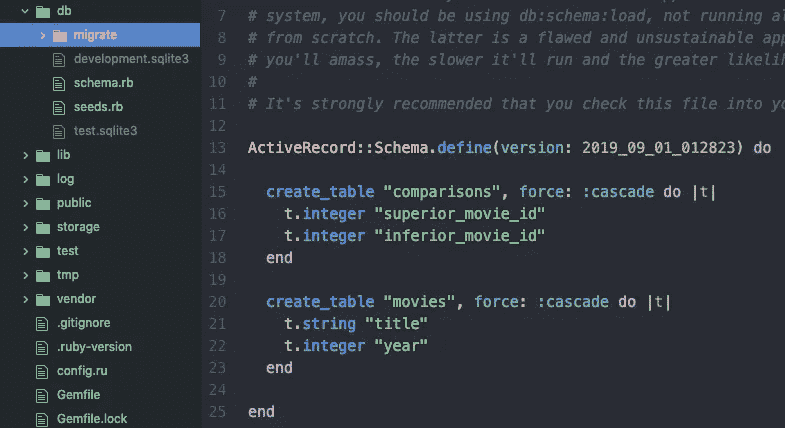 db
migrate
development.sqlite3
schema.rb
seeds.rb
test.sqlite3
lib
log
public
storage
test
tmp
vendor
.gitignore
.ruby-version
config.ru
Gemfile
Gemfile.lock
7 # system, you should be using db:schema:load, not running al
8 # from scratch. The latter is a flawed and unsustainable app
9 # you'll amass, the slower it'll run and the greater likelih
10 #
11 # It's strongly recommended that you check this file into yo
12
13 ActiveRecord::Schema.define(version: 2019_09_01_012823) do
14
15 create_table "comparisons", force: :cascade do |t|
16 t.integer "superior_movie_id"
17 t.integer "inferior_movie_id"
18 end
19
20 create_table "movies", force: :cascade do |t|
21 t.string "title"
22 t.integer "year"
23 end
24
25 end